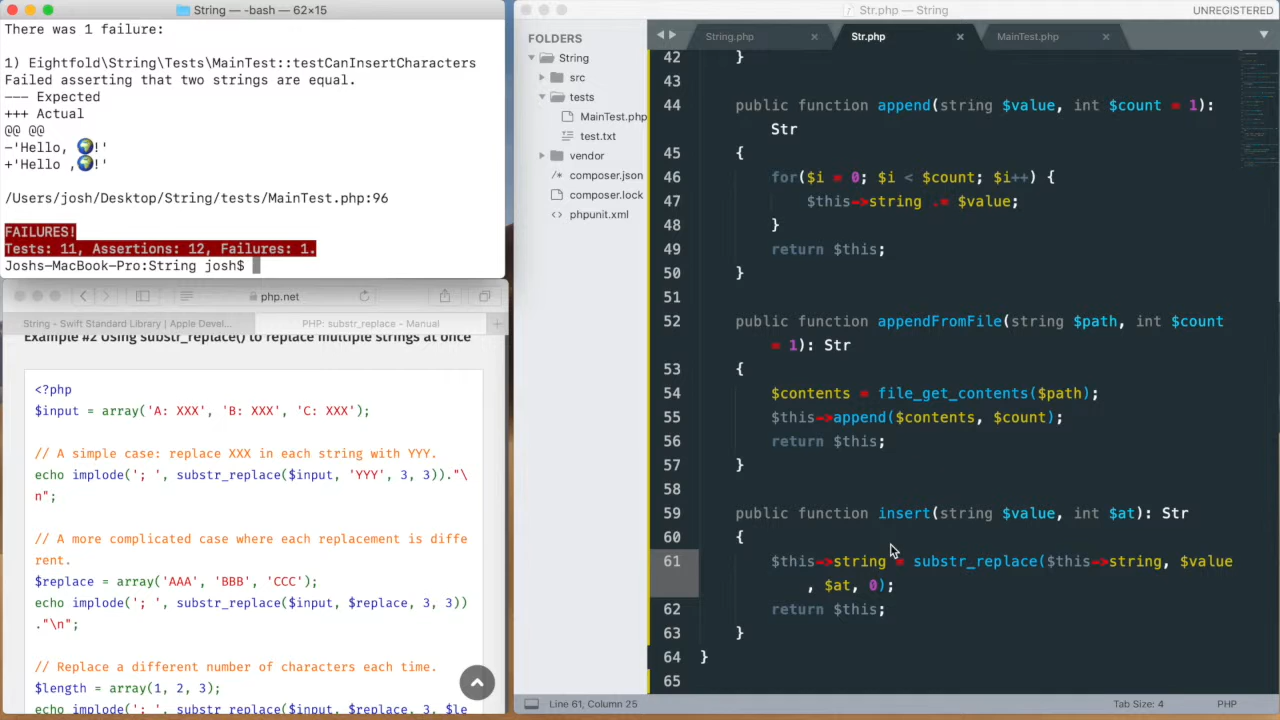 String — -bash — 62×15
There was 1 failure:
1) Eightfold\String\Tests\MainTest::testCanInsertCharacters
Failed asserting that two strings are equal.
--- Expected
+++ Actual
@@ @@
-'Hello, 🌍!'
+'Hello ,🌍!'
/Users/josh/Desktop/String/tests/MainTest.php:96
FAILURES!
Tests: 11, Assertions: 12, Failures: 1.
Joshs-MacBook-Pro:String josh$
php.net
String - Swift Standard Library | Apple Devel...
PHP: substr_replace - Manual
Example #2 Using substr_replace() to replace multiple strings at once
<?php
$input = array('A: XXX', 'B: XXX', 'C: XXX');
// A simple case: replace XXX in each string with YYY.
echo implode('; ', substr_replace($input, 'YYY', 3, 3))."\
n";
// A more complicated case where each replacement is diffe
rent.
$replace = array('AAA', 'BBB', 'CCC');
echo implode('; ', substr_replace($input, $replace, 3, 3))
."\n";
// Replace a different number of characters each time.
$length = array(1, 2, 3);
echo implode('; ', substr_replace($input, $replace, 3, $le
Str.php — String
UNREGISTERED
FOLDERS
String
src
tests
MainTest.php
test.txt
vendor
composer.json
composer.lock
phpunit.xml
String.php
Str.php
MainTest.php
42 }
43
44 public function append(string $value, int $count = 1):
Str
45 {
46 for($i = 0; $i < $count; $i++) {
47 $this->string .= $value;
48 }
49 return $this;
50 }
51
52 public function appendFromFile(string $path, int $count
= 1): Str
53 {
54 $contents = file_get_contents($path);
55 $this->append($contents, $count);
56 return $this;
57 }
58
59 public function insert(string $value, int $at): Str
60 {
61 $this->string = substr_replace($this->string, $value
, $at, 0);
62 return $this;
63 }
64 }
65
Line 61, Column 25
Tab Size: 4
PHP